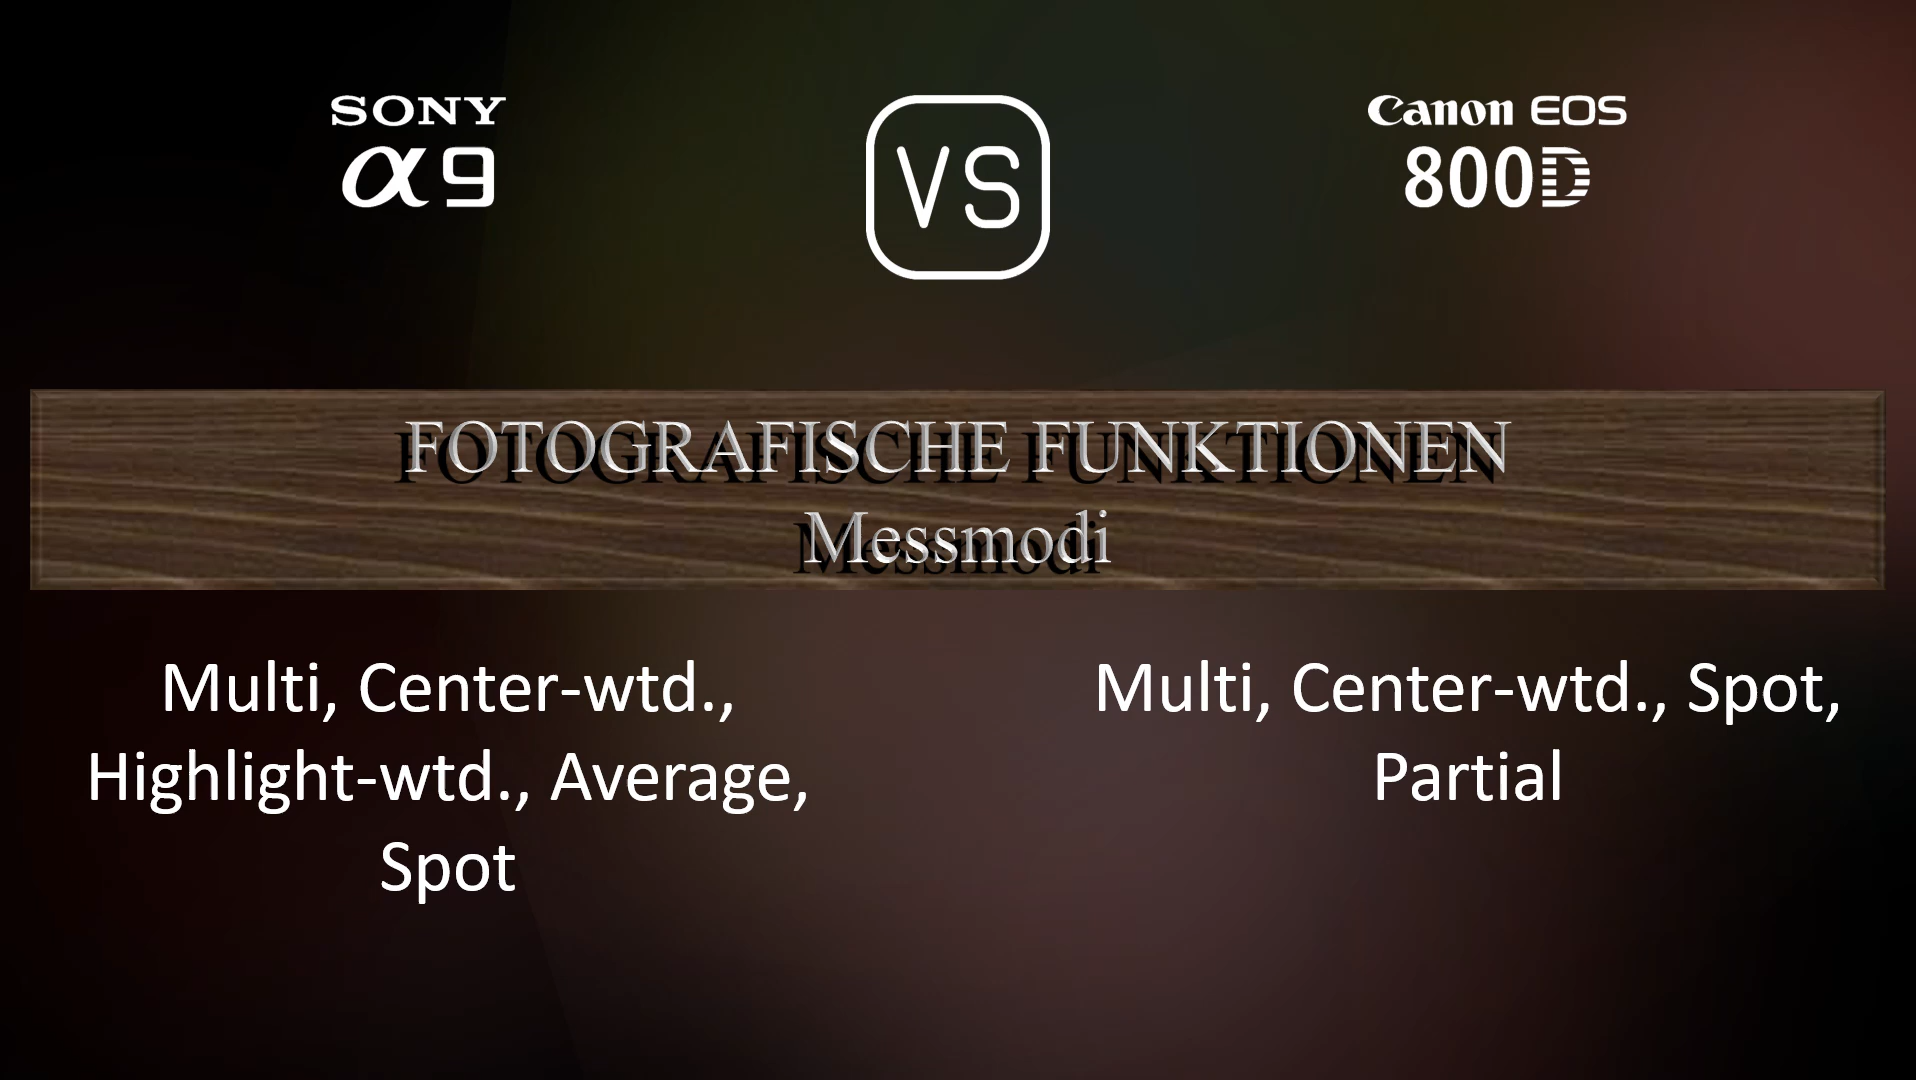 SONY
α9
VS
Canon EOS
800D
FOTOGRAFISCHE FUNKTIONEN
Messmodi
Multi, Center-wtd.,
Highlight-wtd., Average,
Spot
Multi, Center-wtd., Spot,
Partial